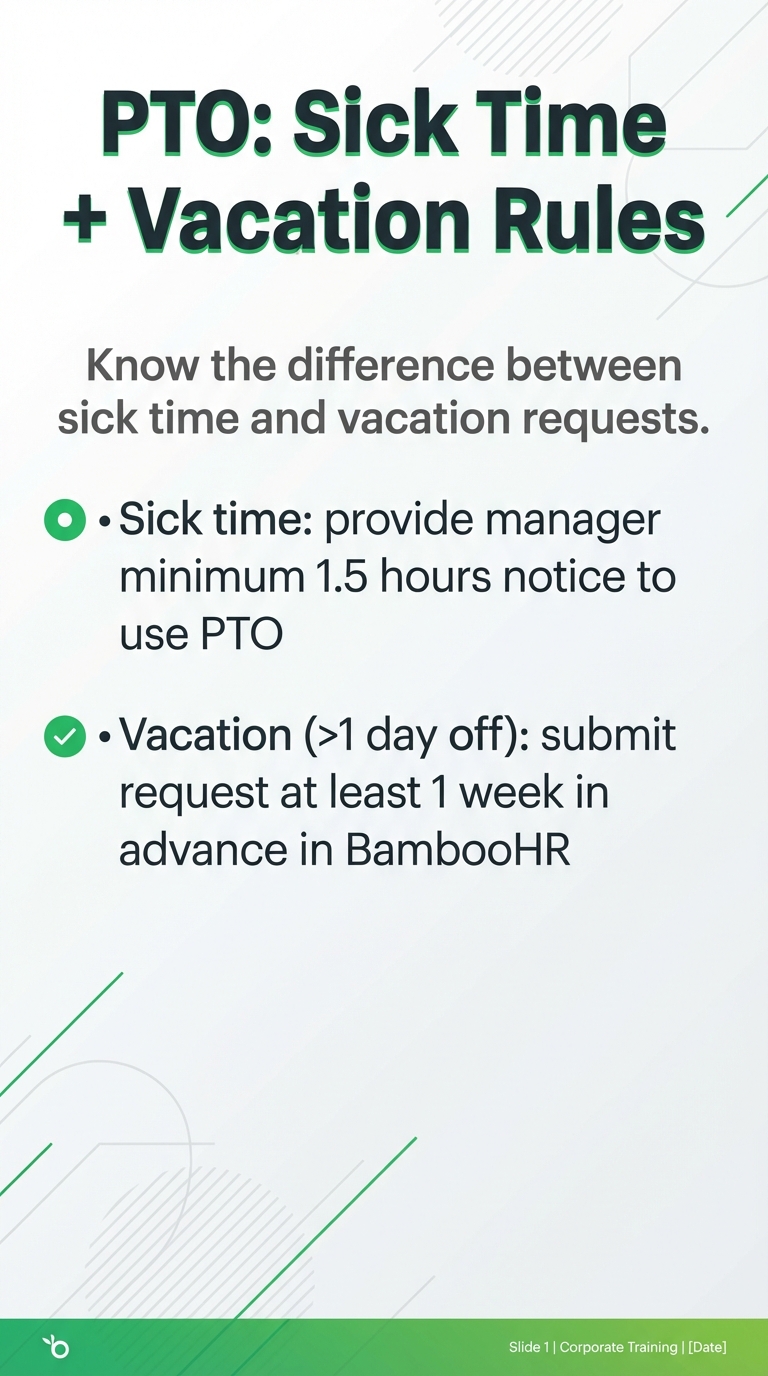 PTO: Sick Time
+ Vacation Rules
Know the difference between
sick time and vacation requests.
• Sick time: provide manager
minimum 1.5 hours notice to
use PTO
• Vacation (>1 day off): submit
request at least 1 week in
advance in BambooHR
Slide 1 | Corporate Training | [Date]